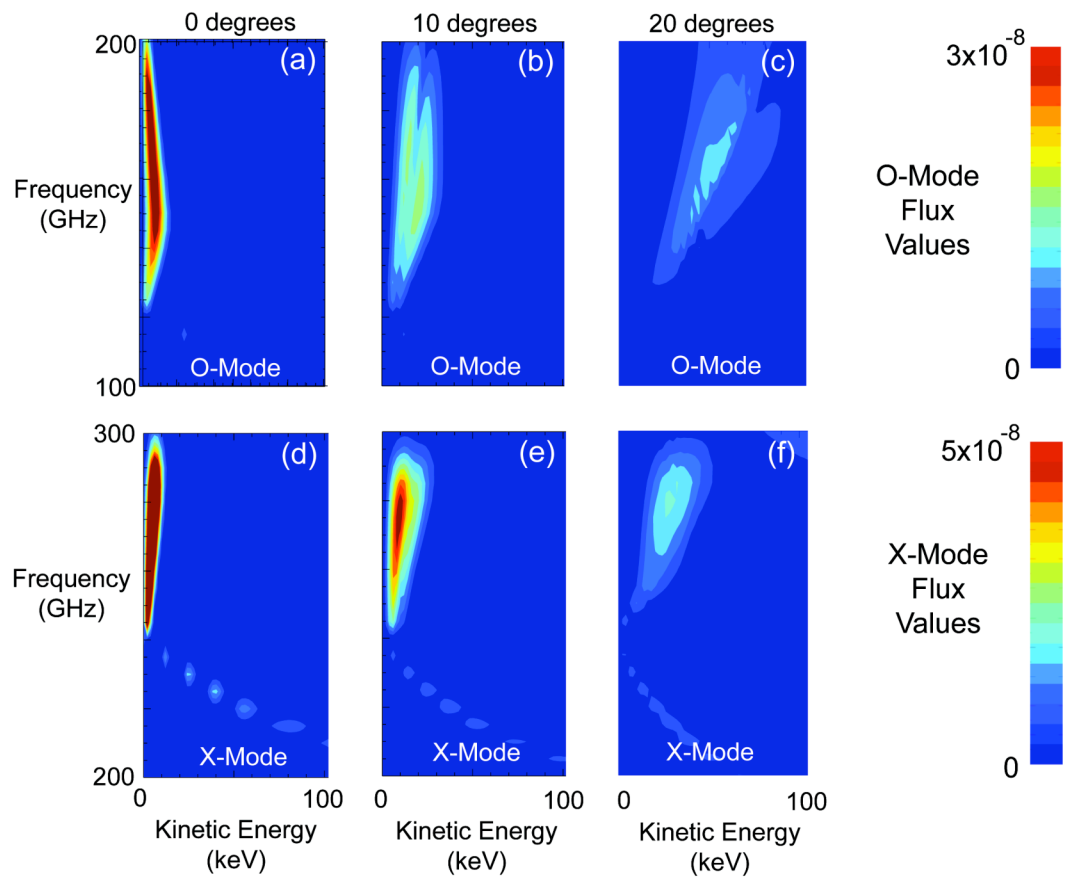 0 degrees
10 degrees
20 degrees
200
(a)
(b)
(c)
3x10-8
Frequency
(GHz)
O-Mode
Flux
Values
O-Mode
O-Mode
O-Mode
0
100
300
(d)
(e)
(f)
5x10-8
Frequency
(GHz)
X-Mode
Flux
Values
X-Mode
X-Mode
X-Mode
0
200
0
100
0
100
0
100
Kinetic Energy
(keV)
Kinetic Energy
(keV)
Kinetic Energy
(keV)